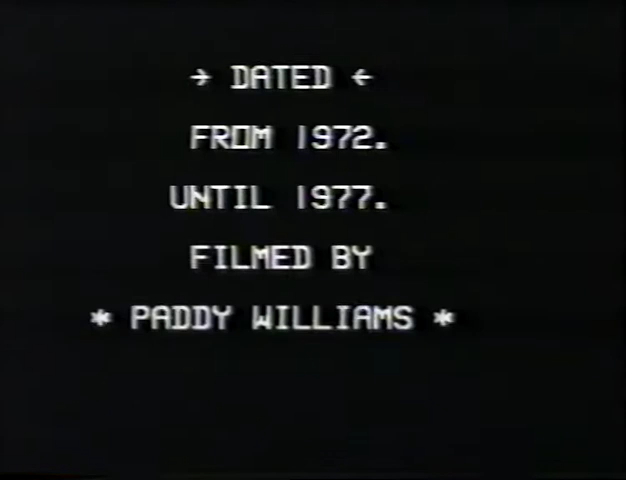 → DATED ←
FROM 1972.
UNTIL 1977.
FILMED BY
* PADDY WILLIAMS *